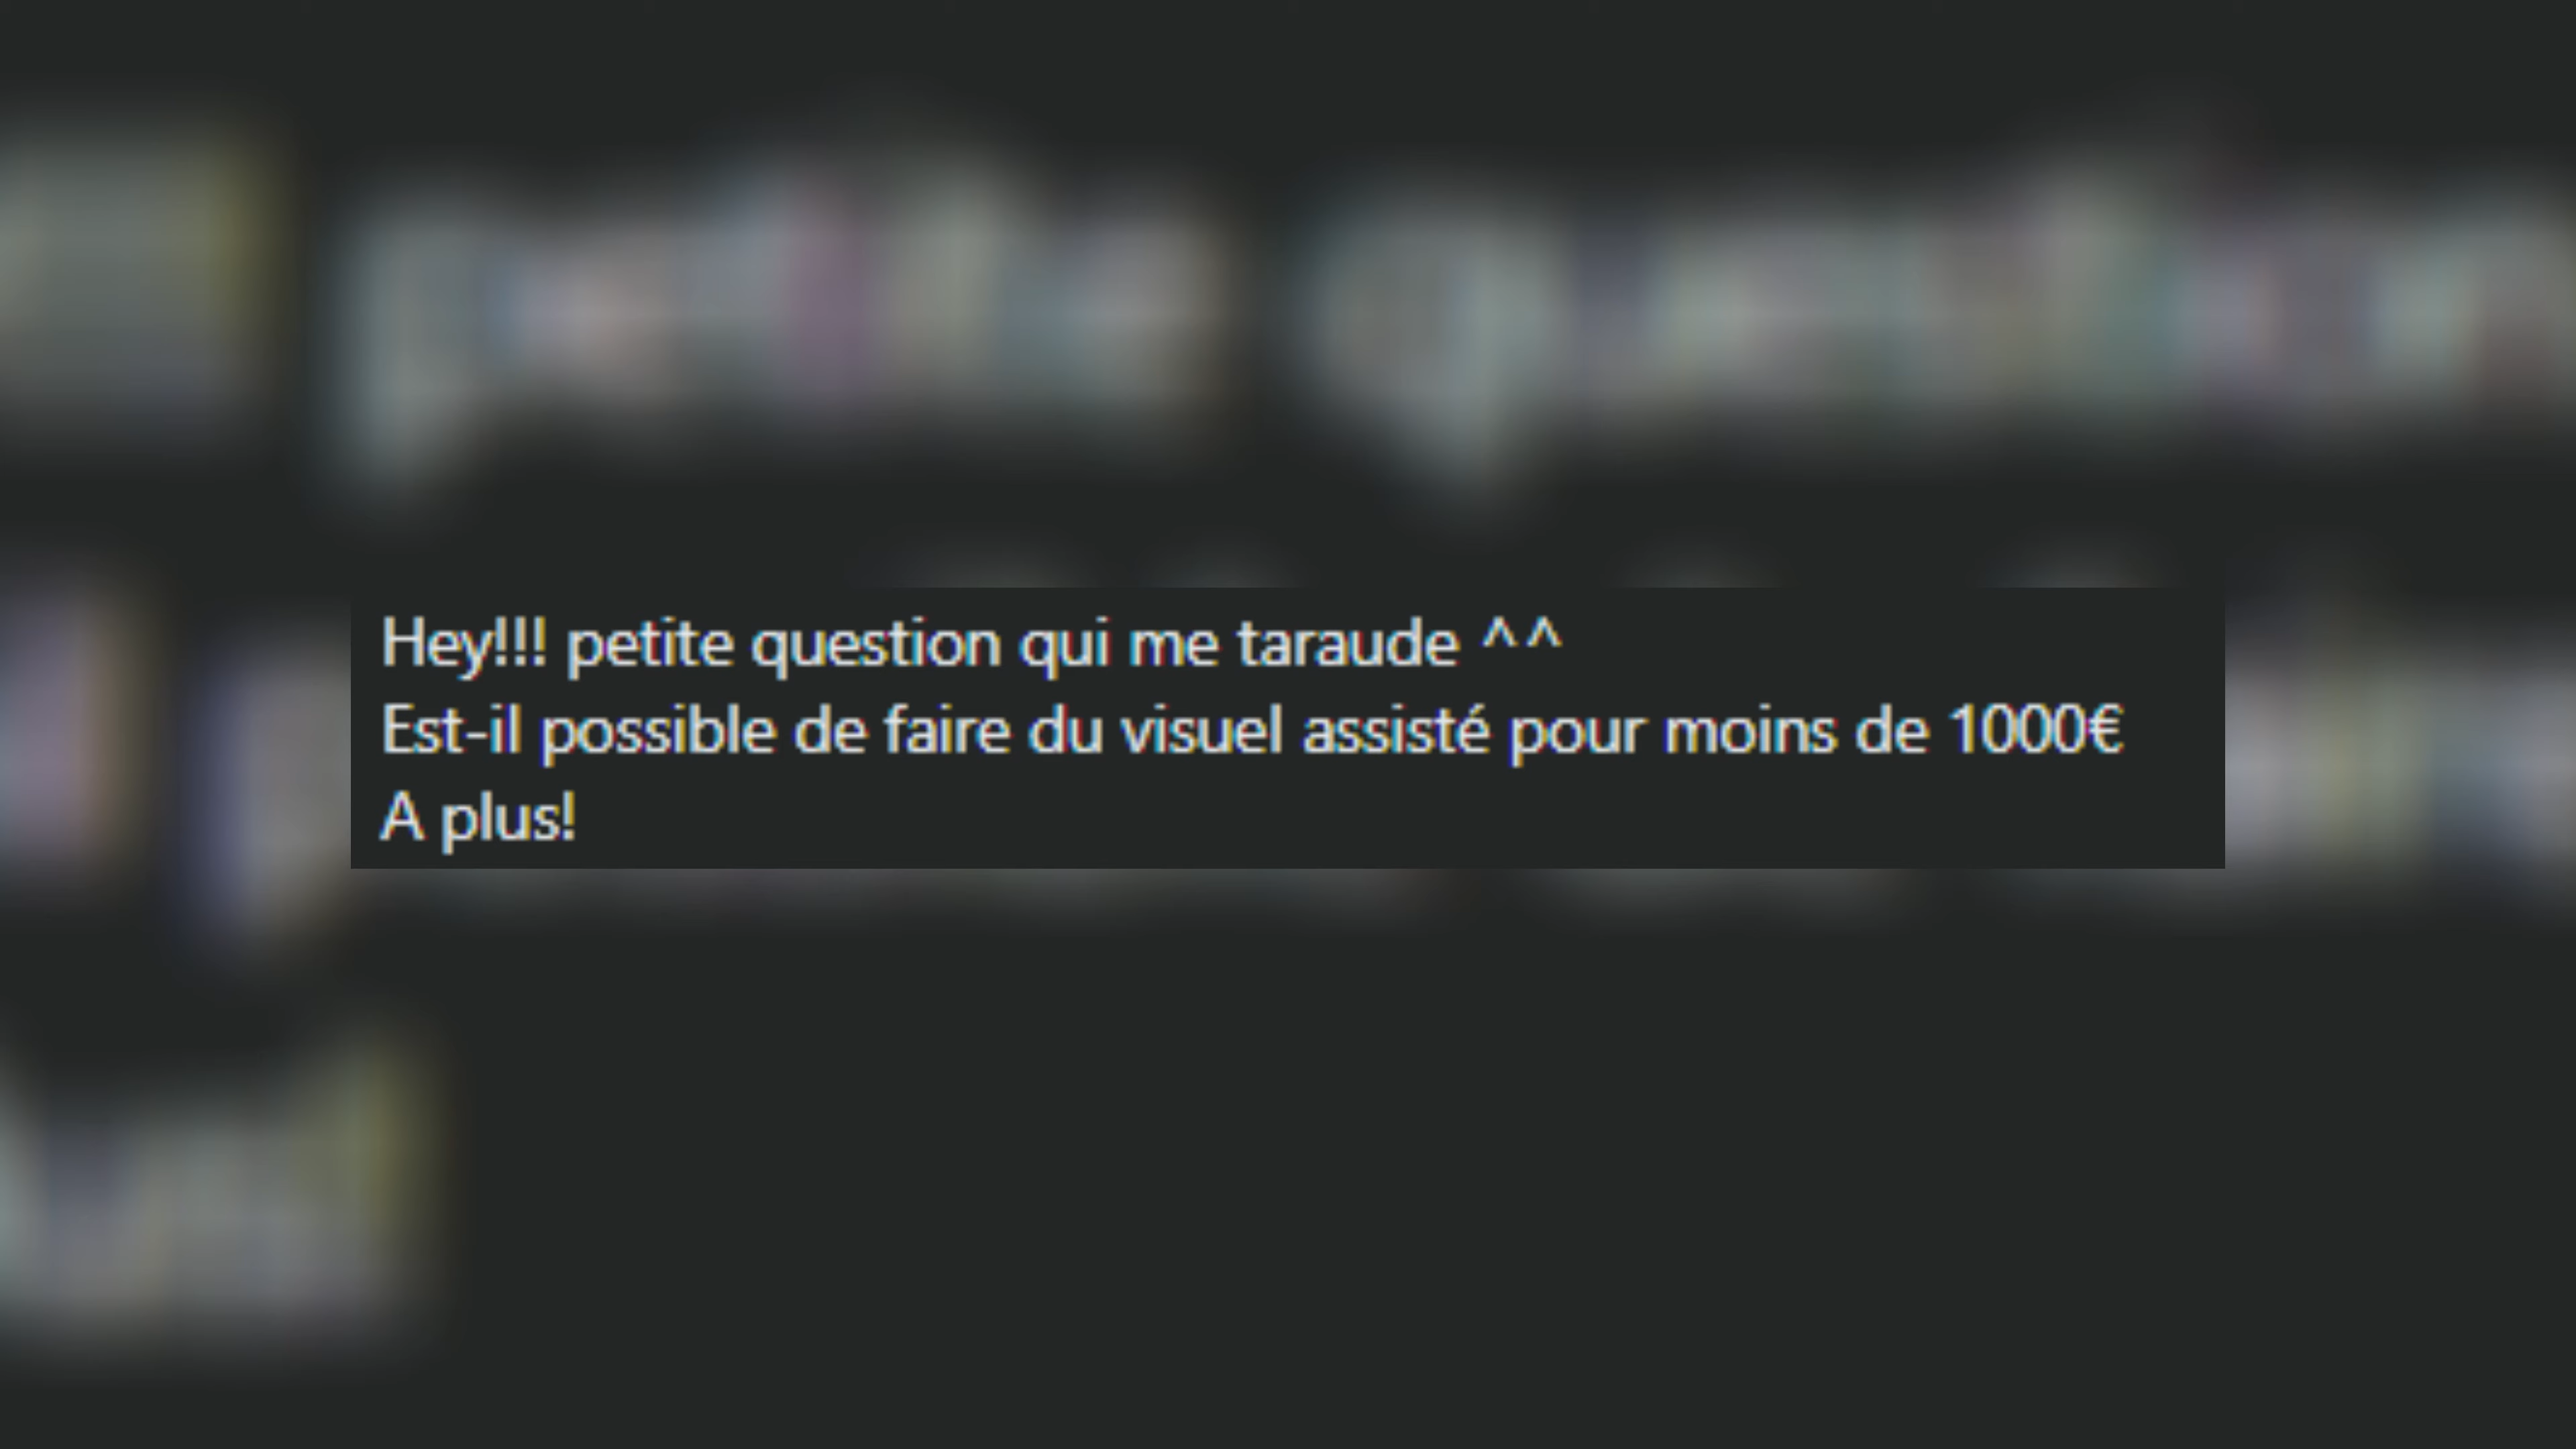 Hey!!! petite question qui me taraude ^^
Est-il possible de faire du visuel assisté pour moins de 1000€
A plus!